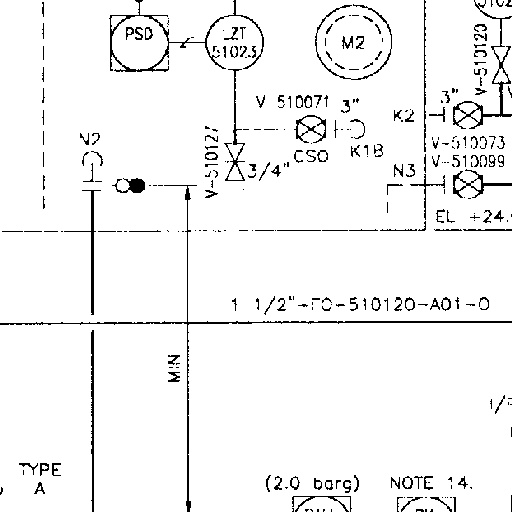 PSD
LZT
51023
M2
V-510120
V 510071
3"
3"
K2
N2
V-510127
CSO
K1B
V-510073
V-510099
3/4"
N3
EL +24.
1 1/2"-FO-510120-A01-0
MIN
TYPE
A
(2.0 barg)
NOTE 14.